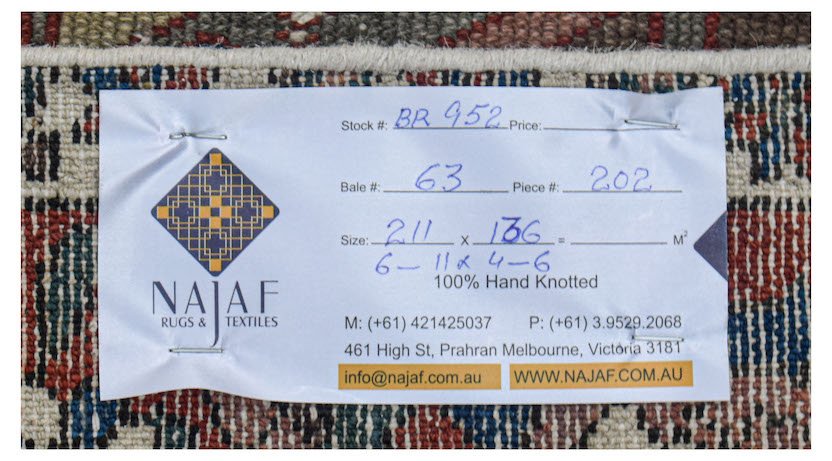 Stock #: BR 952 Price:
Bale #: 63 Piece #: 202
Size: 211 x 136 = M²
6 - 11 x 4 - 6
100% Hand Knotted
NAJAF
RUGS & TEXTILES
M: (+61) 421425037 P: (+61) 3.9529.2068
461 High St, Prahran Melbourne, Victoria 3181
info@najaf.com.au WWW.NAJAF.COM.AU